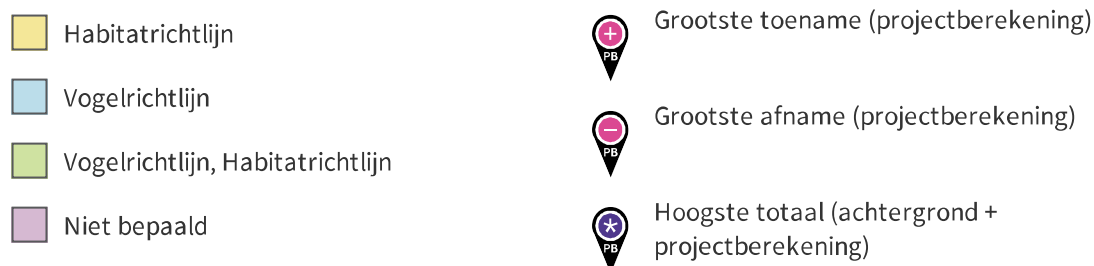 Habitatrichtlijn
Vogelrichtlijn
Vogelrichtlijn, Habitatrichtlijn
Niet bepaald
+
PB
Grootste toename (projectberekening)
−
PB
Grootste afname (projectberekening)
*
PB
Hoogste totaal (achtergrond +
projectberekening)